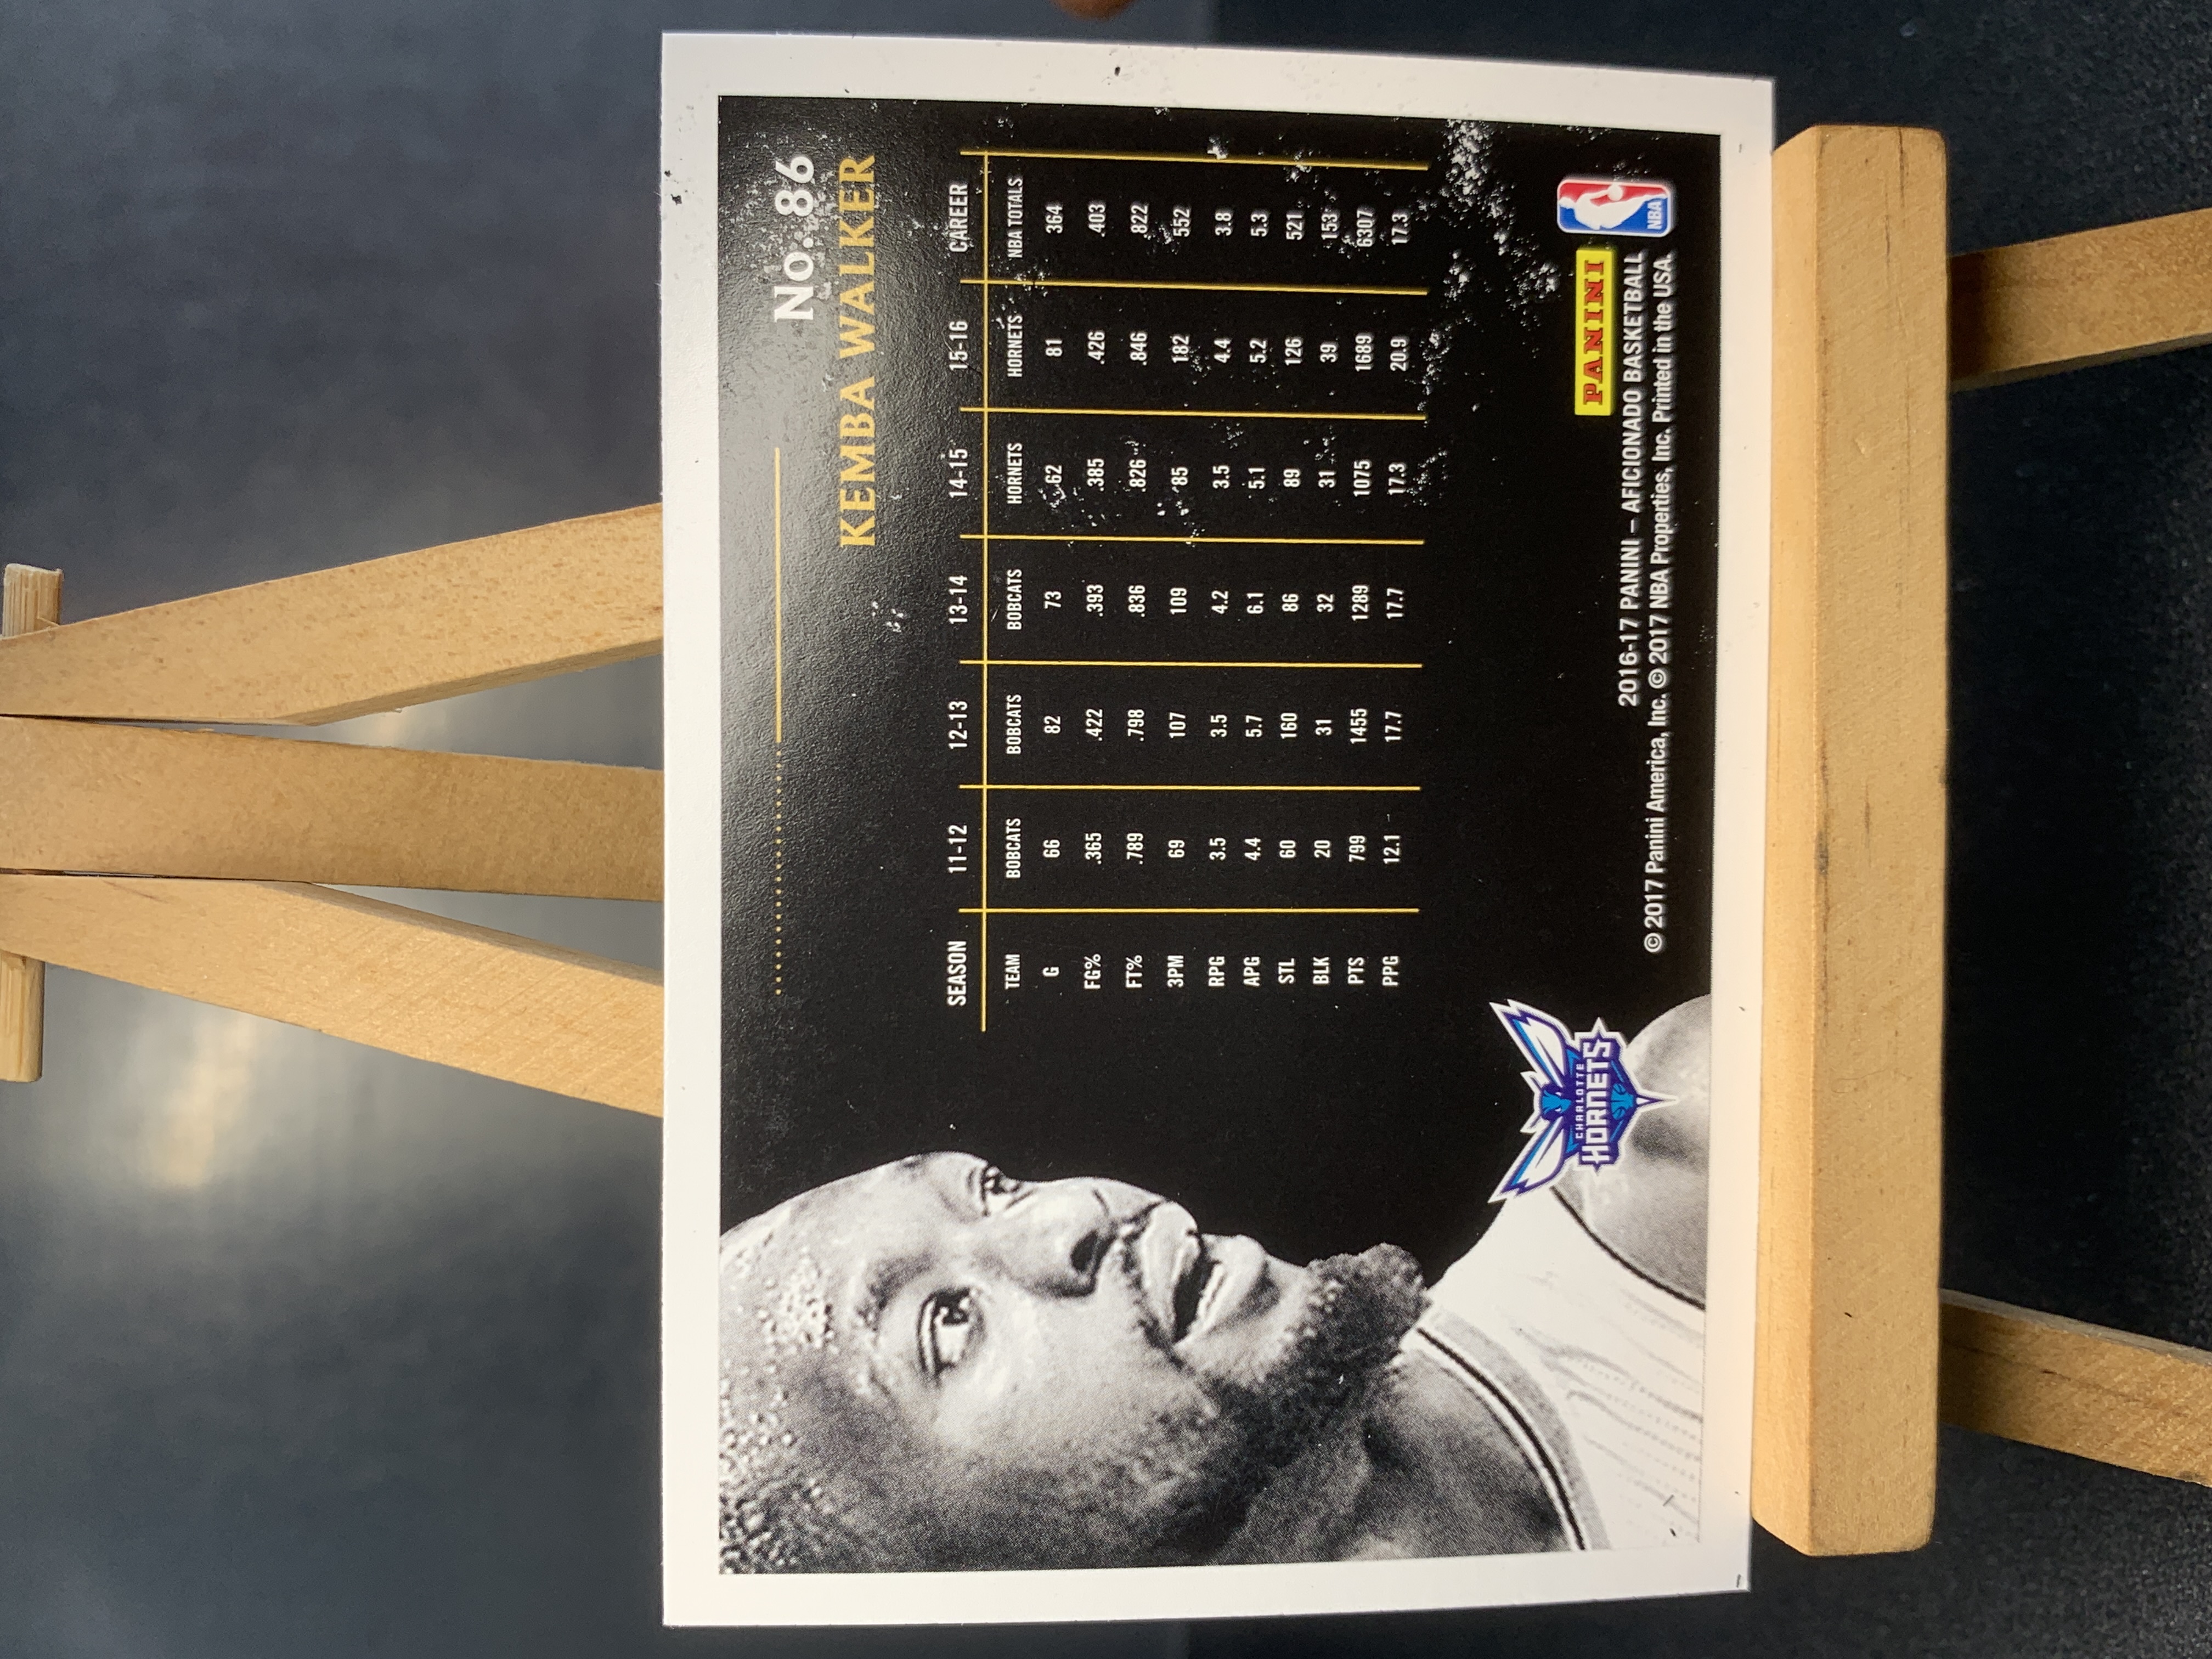 No. 86
KEMBA WALKER
SEASON 11-12 12-13 13-14 14-15 15-16 CAREER
TEAM BOBCATS BOBCATS BOBCATS HORNETS HORNETS NBA TOTALS
G 66 82 73 62 81 364
FG% .365 .422 .393 .385 .426 .403
FT% .789 .798 .836 .826 .846 .822
3PM 69 107 109 85 182 552
RPG 3.5 3.5 4.2 3.5 4.4 3.8
APG 4.4 5.7 6.1 5.1 5.2 5.3
STL 60 160 86 89 126 521
BLK 20 31 32 31 39 153
PTS 799 1455 1289 1075 1689 6307
PPG 12.1 17.7 17.7 17.3 20.9 17.3
CHARLOTTE
HORNETS
PANINI
NBA
2016-17 PANINI – AFICIONADO BASKETBALL
© 2017 Panini America, Inc. © 2017 NBA Properties, Inc. Printed in the USA